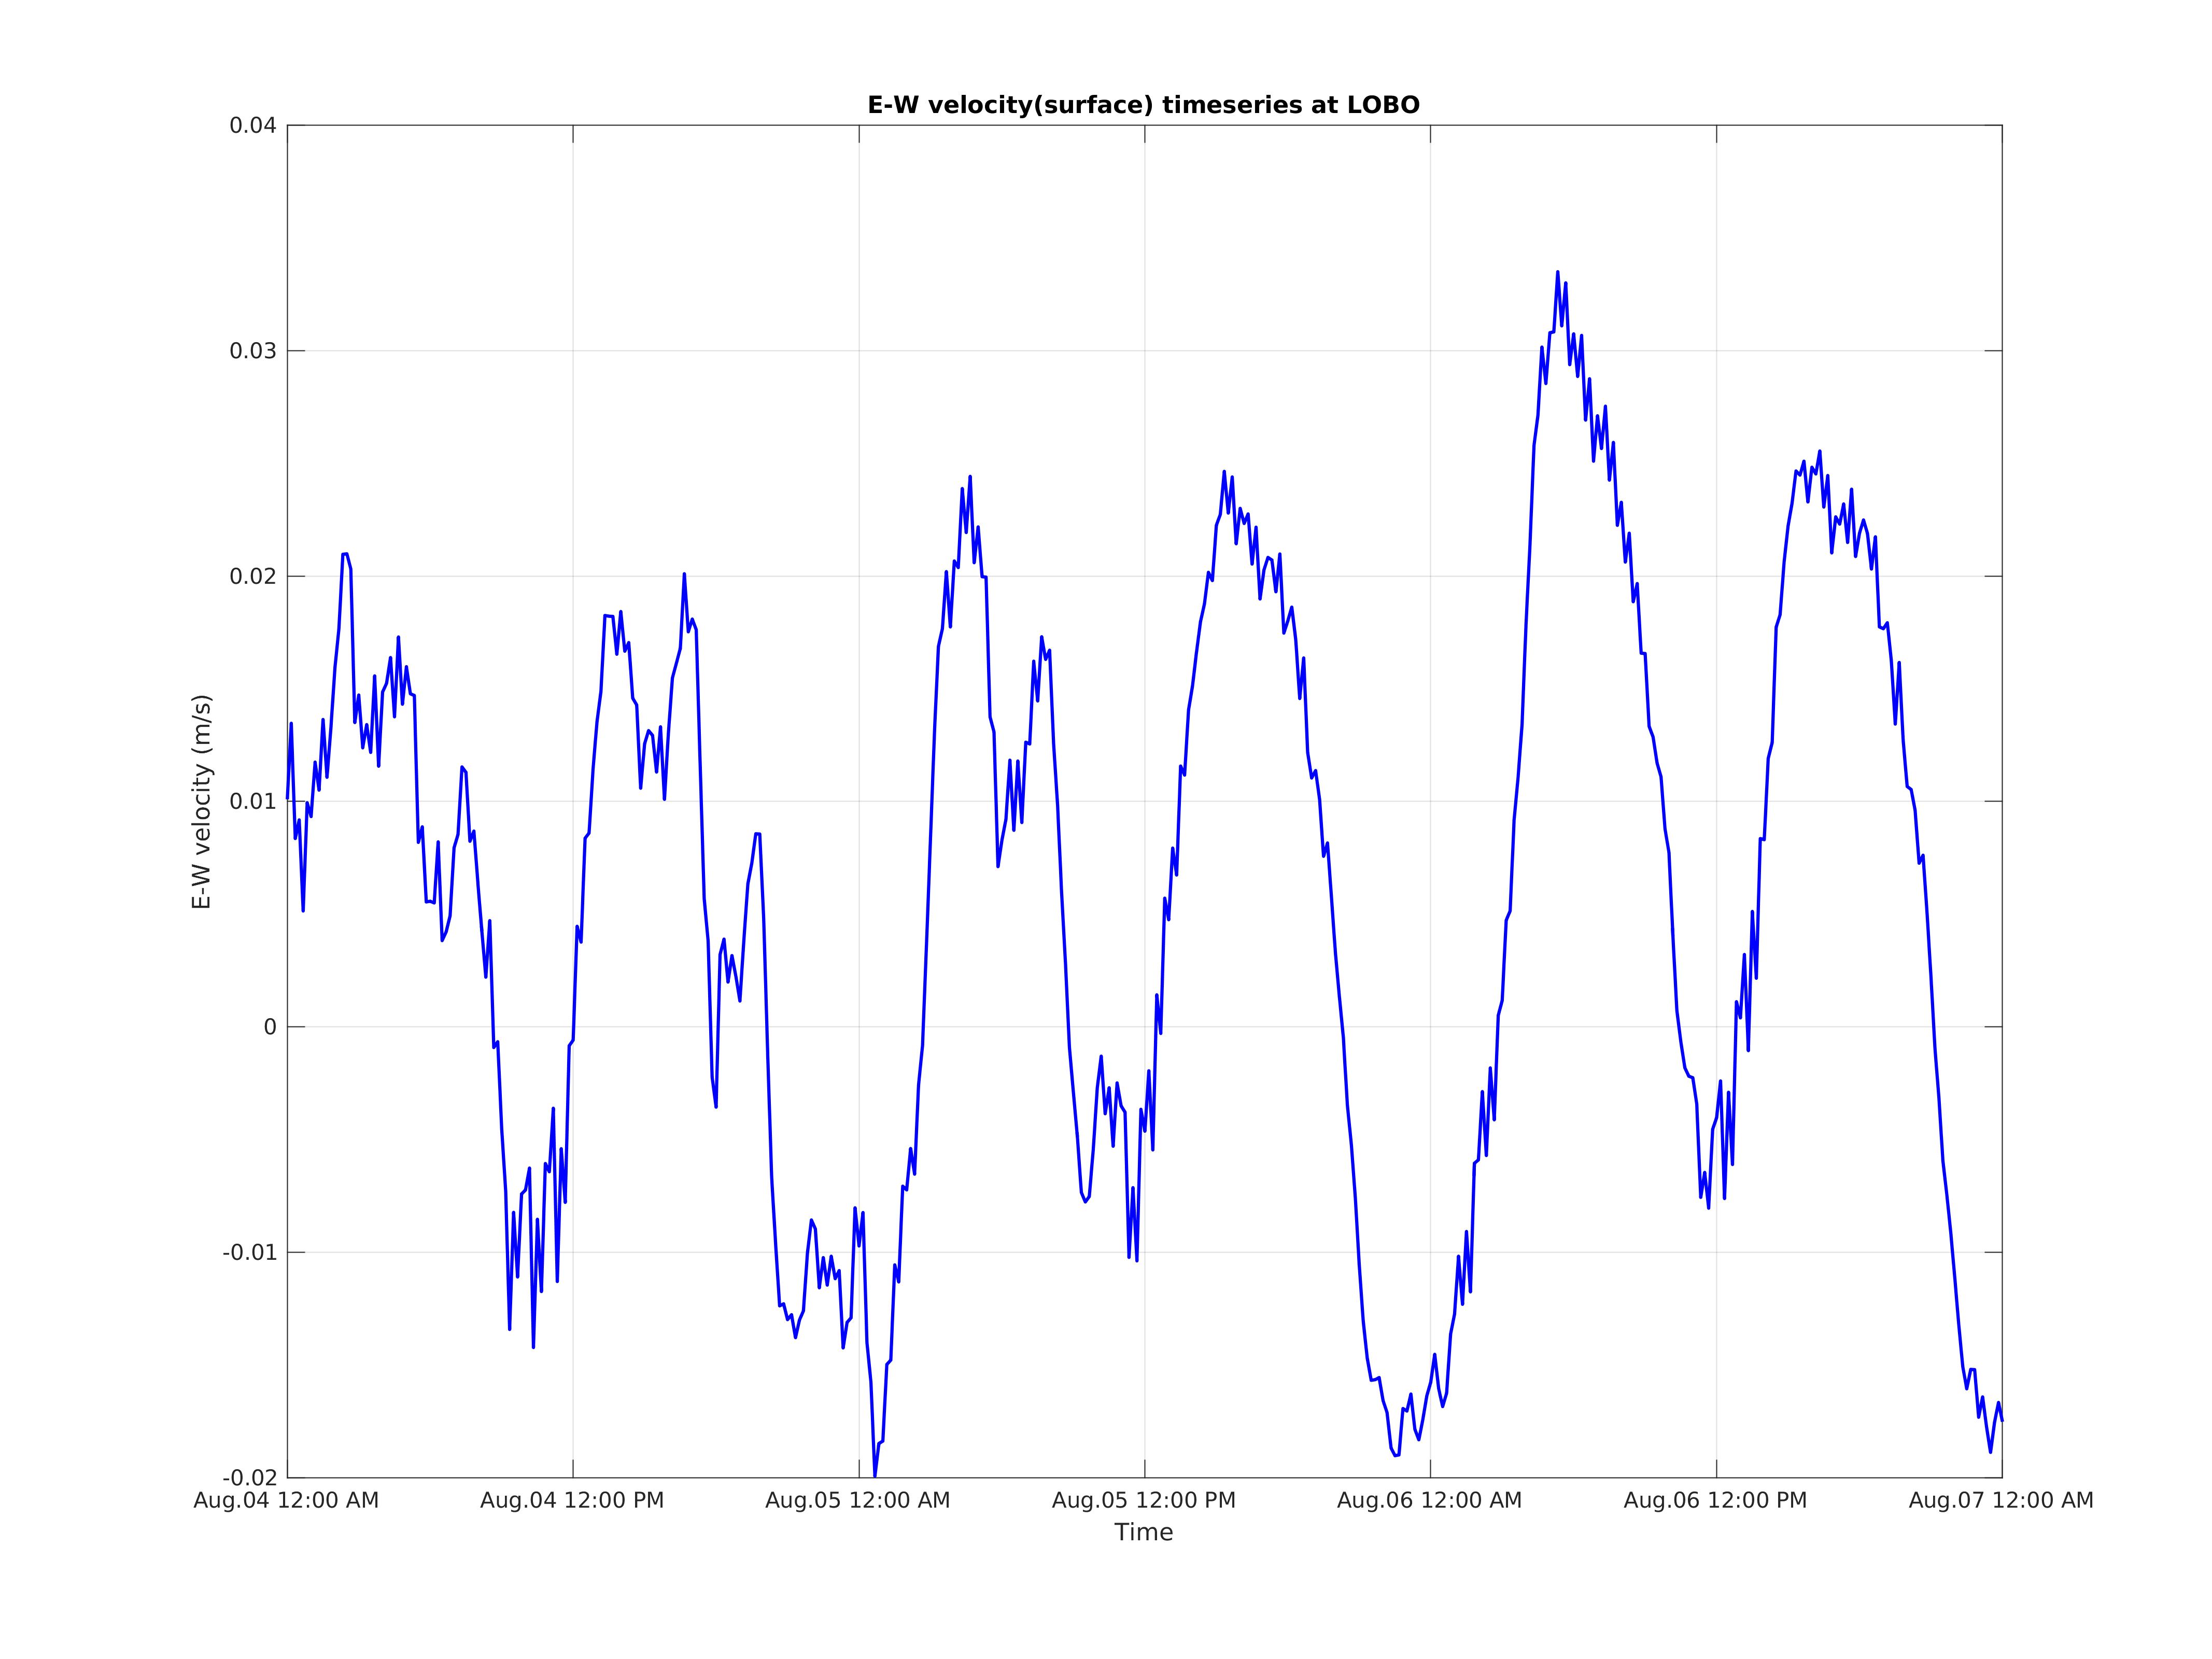 E-W velocity(surface) timeseries at LOBO
0.04
0.03
0.02
0.01
0
-0.01
-0.02
E-W velocity (m/s)
Aug.04 12:00 AM Aug.04 12:00 PM Aug.05 12:00 AM Aug.05 12:00 PM Aug.06 12:00 AM Aug.06 12:00 PM Aug.07 12:00 AM
Time